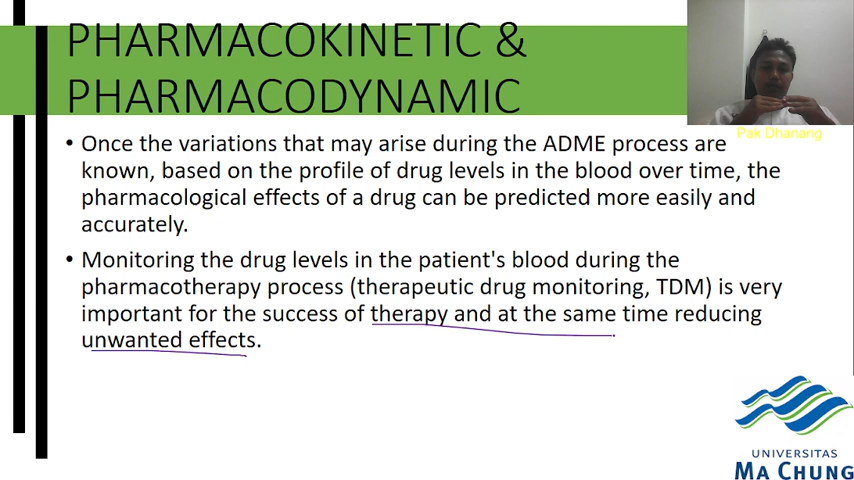 PHARMACOKINETIC &
PHARMACODYNAMIC
Pak Dhanang
• Once the variations that may arise during the ADME process are
known, based on the profile of drug levels in the blood over time, the
pharmacological effects of a drug can be predicted more easily and
accurately.
• Monitoring the drug levels in the patient's blood during the
pharmacotherapy process (therapeutic drug monitoring, TDM) is very
important for the success of therapy and at the same time reducing
unwanted effects.
UNIVERSITAS
MA CHUNG